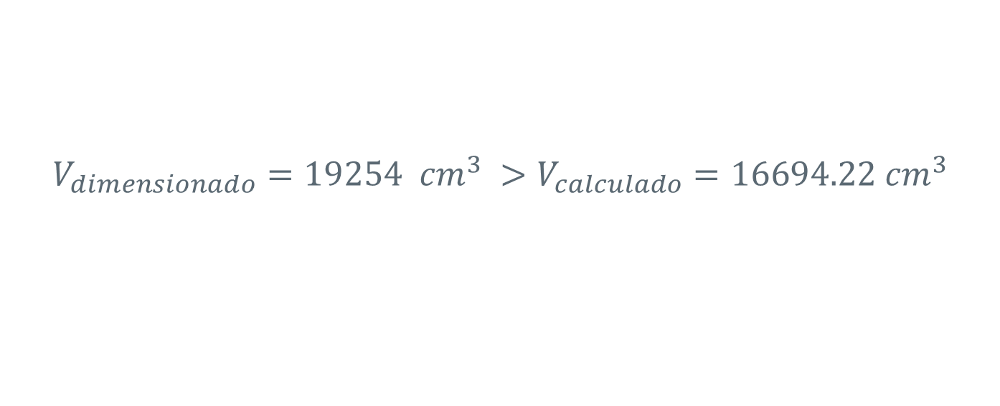 V_dimensionado = 19254 cm³ > V_calculado = 16694.22 cm³